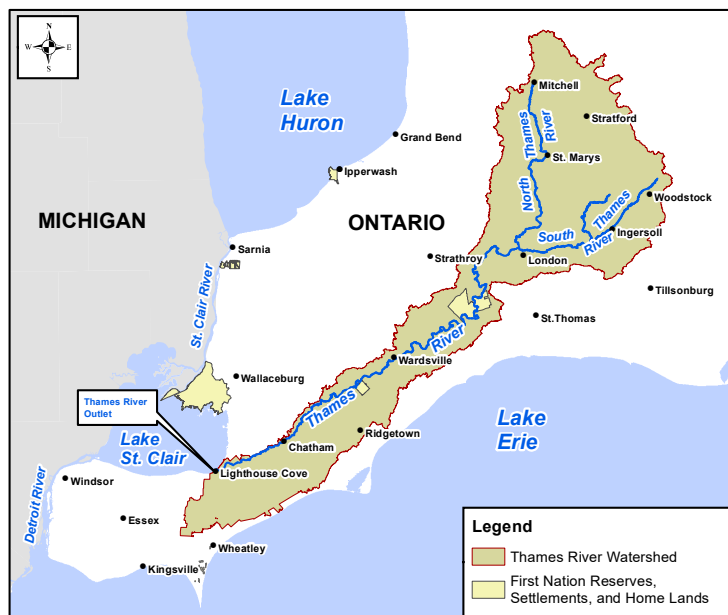 N
W
E
S
Lake
Huron
Mitchell
Stratford
Grand Bend
North Thames River
St. Marys
Ipperwash
MICHIGAN
ONTARIO
Woodstock
South Thames River
Ingersoll
Sarnia
Strathroy
London
Tillsonburg
St. Clair River
St.Thomas
Thames River
Wardsville
Wallaceburg
Thames River
Outlet
Lake
St. Clair
Lake
Erie
Ridgetown
Chatham
Lighthouse Cove
Windsor
Detroit River
Essex
Wheatley
Kingsville
Legend
Thames River Watershed
First Nation Reserves,
Settlements, and Home Lands